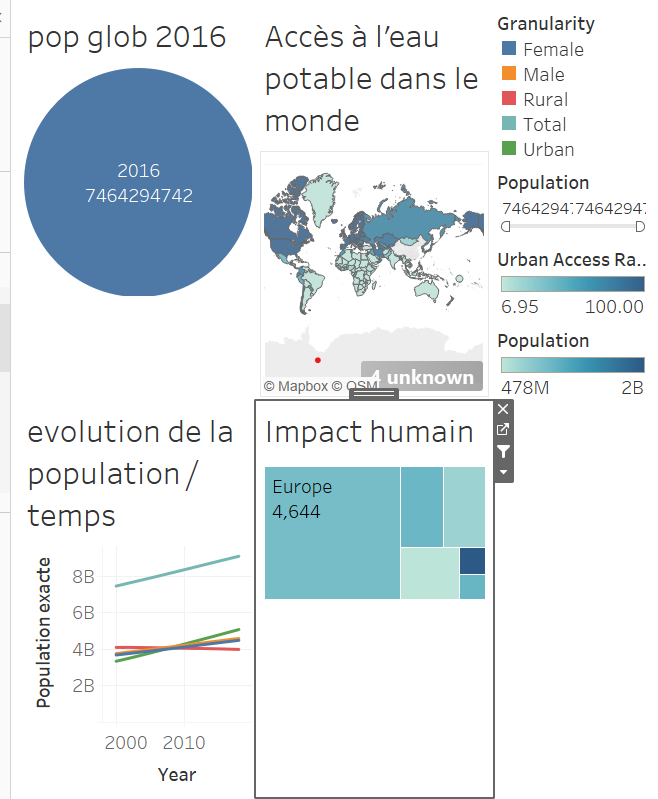 pop glob 2016
2016
7464294742
Accès à l'eau
potable dans le
monde
© Mapbox © OSM
4 unknown
Granularity
Female
Male
Rural
Total
Urban
Population
Urban Access Ra..
6.95 100.00
Population
478M 2B
evolution de la
population /
temps
Population exacte
8B
6B
4B
2B
2000 2010
Year
Impact humain
Europe
4,644